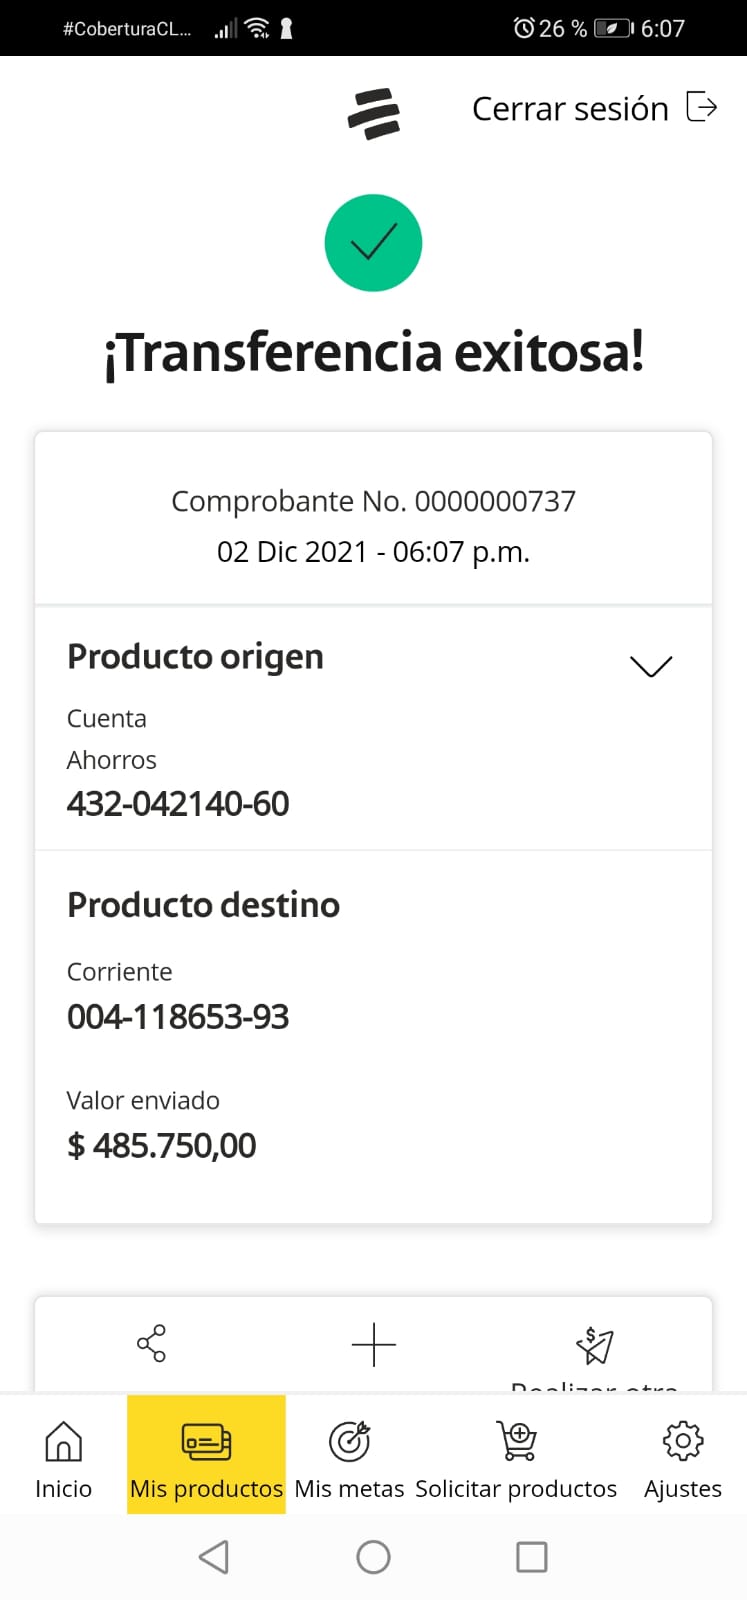 #CoberturaCL... 26 % 6:07
Cerrar sesión
¡Transferencia exitosa!
Comprobante No. 0000000737
02 Dic 2021 - 06:07 p.m.
Producto origen
Cuenta
Ahorros
432-042140-60
Producto destino
Corriente
004-118653-93
Valor enviado
$ 485.750,00
Realizar otra
Inicio Mis productos Mis metas Solicitar productos Ajustes